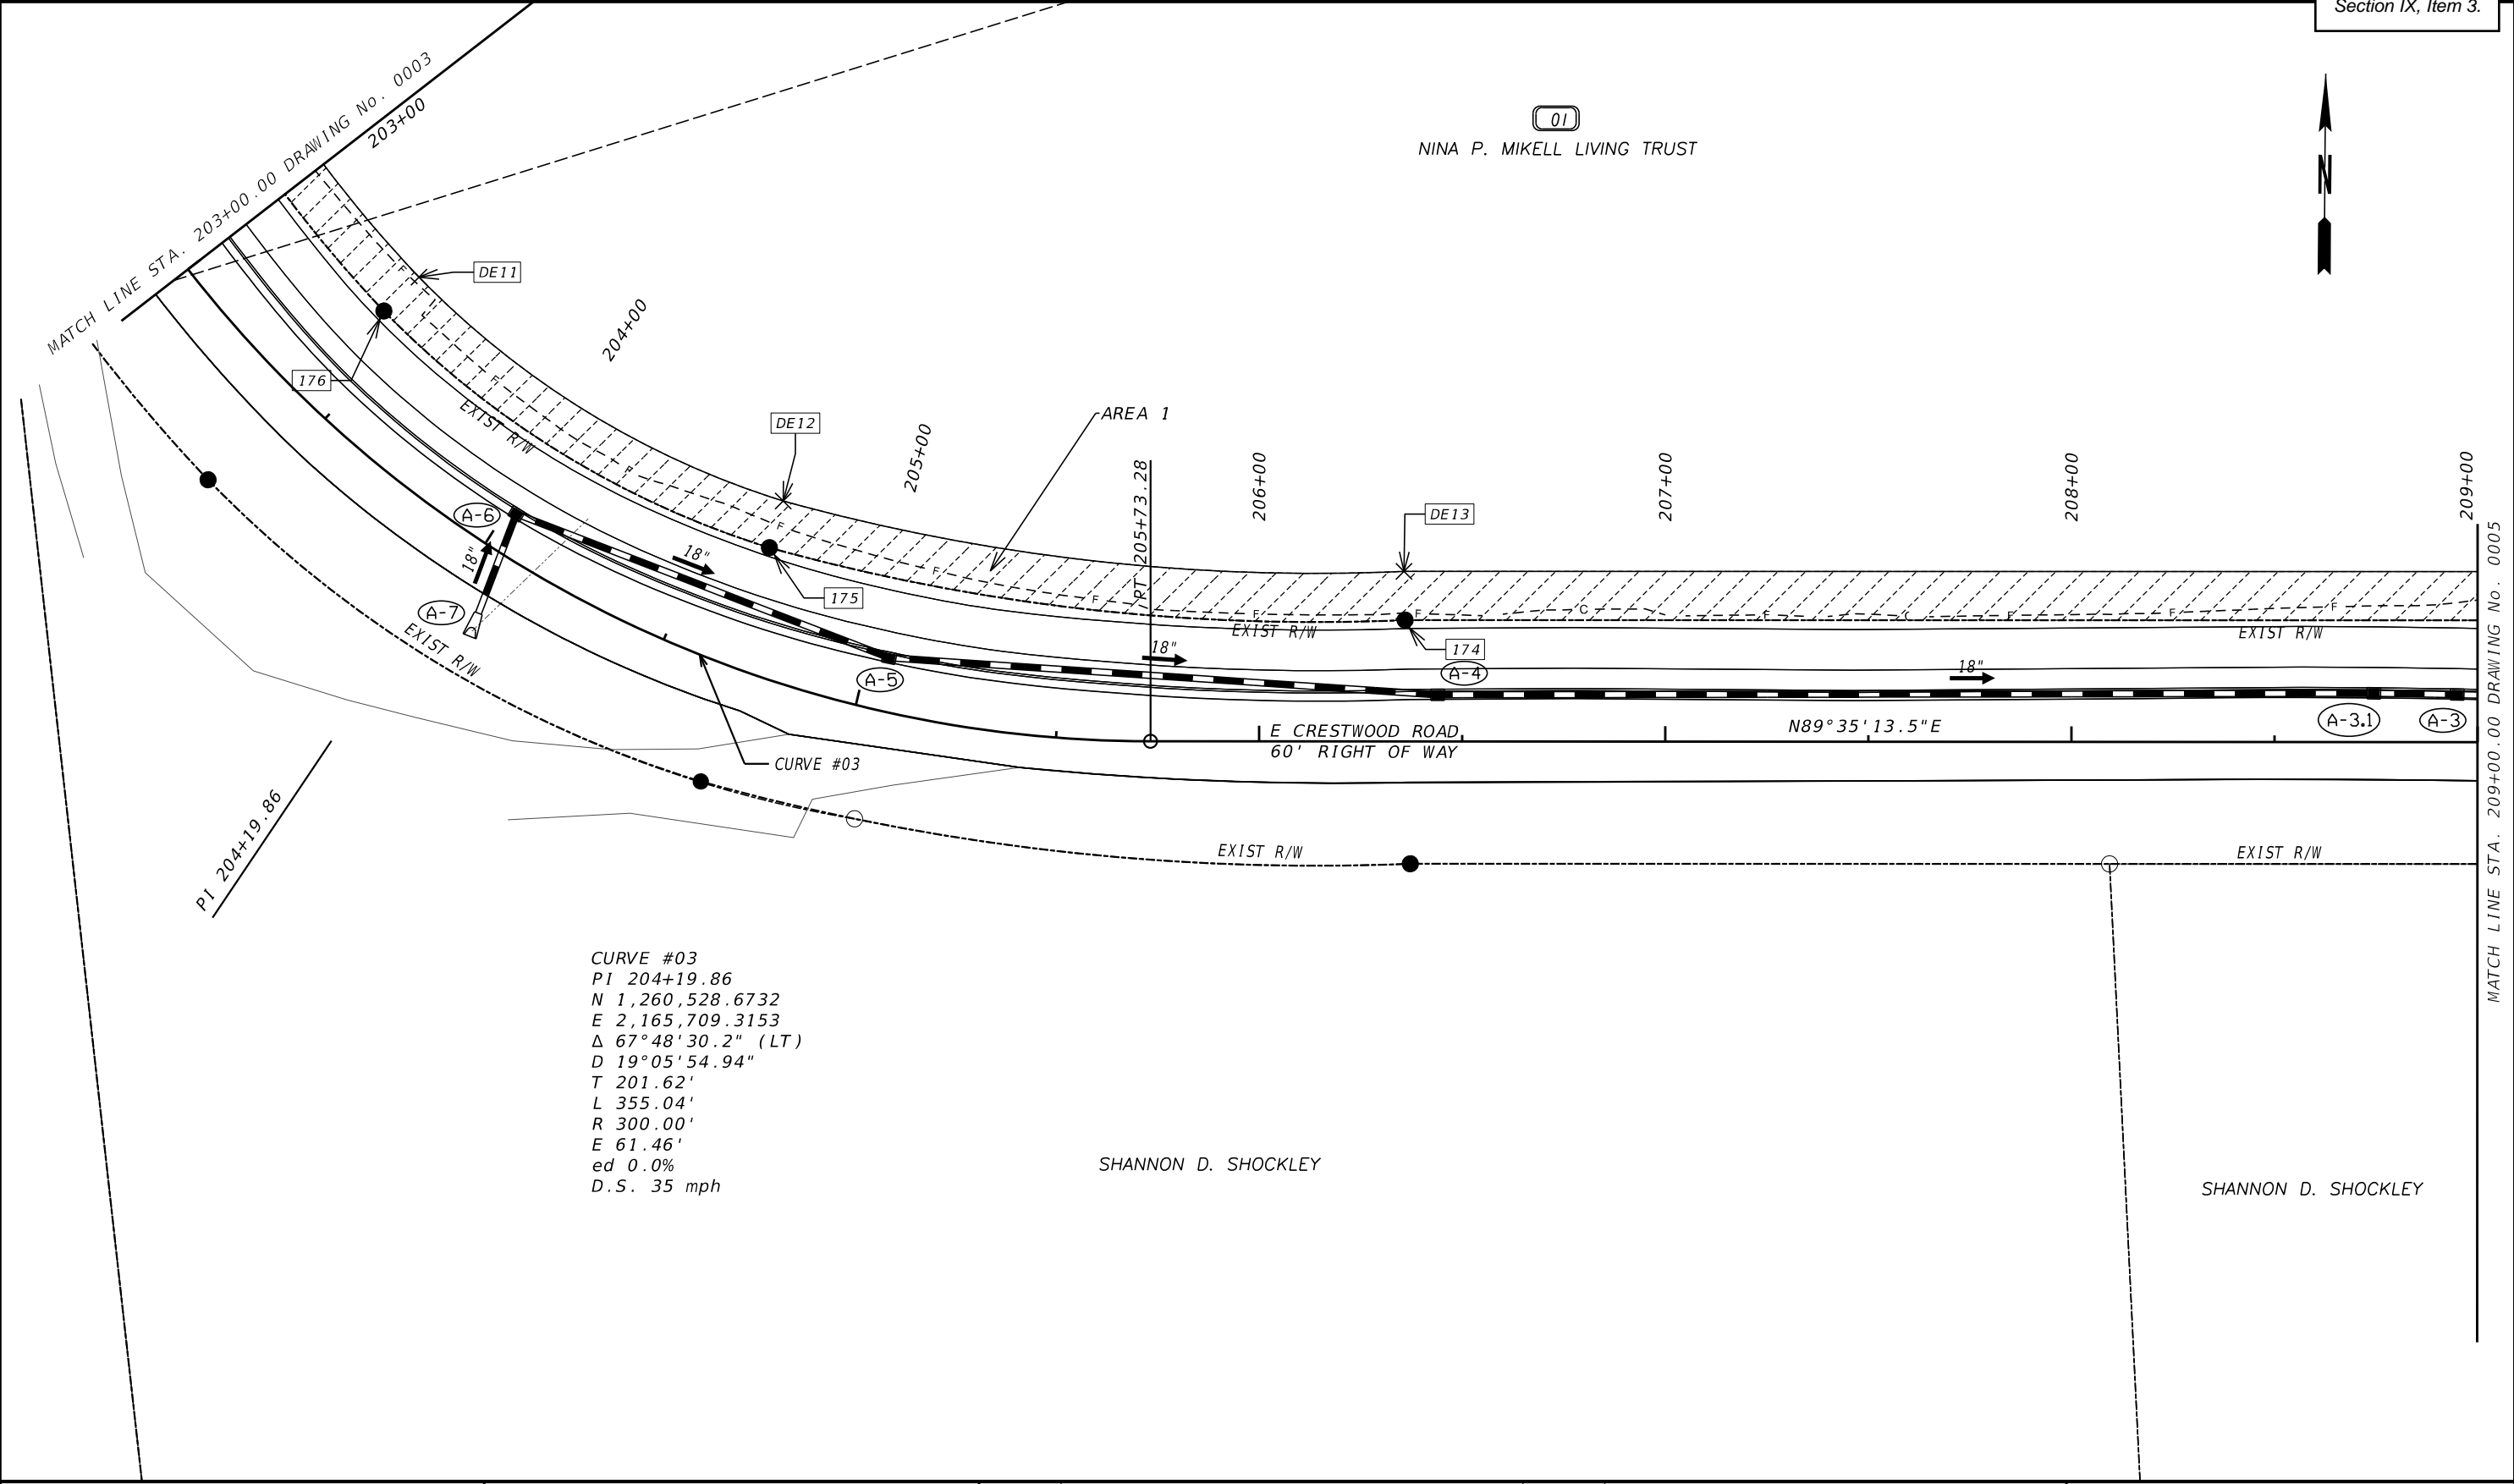 Section IX, Item 3.
MATCH LINE STA. 203+00.00 DRAWING No. 0003
203+00
01
NINA P. MIKELL LIVING TRUST
N
DE11
F
176
204+00
F
EXIST R/W
DE12
AREA 1
205+00
F
PT 205+73.28
206+00
207+00
208+00
209+00
A-6
18"
18"
F
DE13
F
175
A-7
F
F
F
C
F
C
F
F
F
EXIST R/W
EXIST R/W
EXIST R/W
174
18"
A-4
18"
A-5
E CRESTWOOD ROAD
60' RIGHT OF WAY
N89°35'13.5"E
A-3.1
A-3
CURVE #03
MATCH LINE STA. 209+00.00 DRAWING No. 0005
PI 204+19.86
EXIST R/W
EXIST R/W
CURVE #03
PI 204+19.86
N 1,260,528.6732
E 2,165,709.3153
Δ 67°48'30.2" (LT)
D 19°05'54.94"
T 201.62'
L 355.04'
R 300.00'
E 61.46'
ed 0.0%
D.S. 35 mph
SHANNON D. SHOCKLEY
SHANNON D. SHOCKLEY